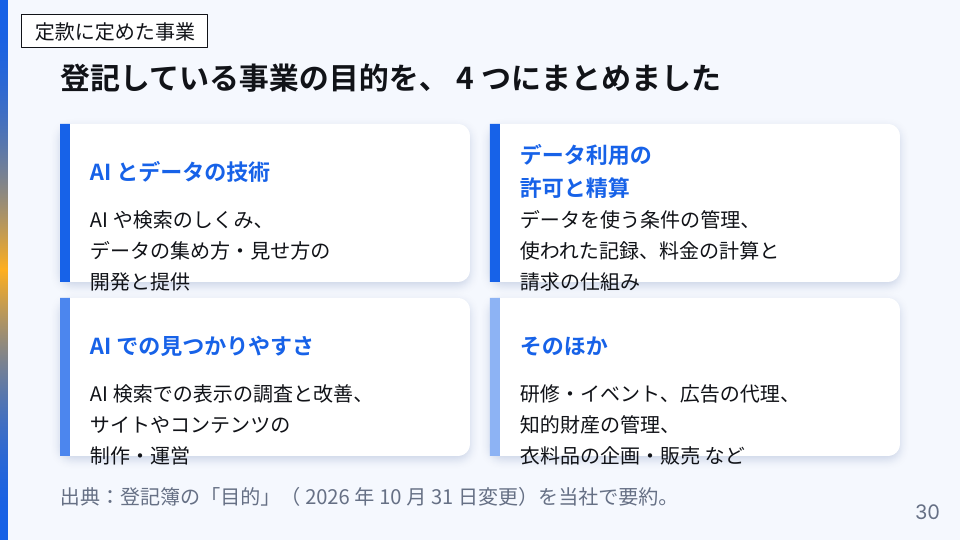 定款に定めた事業
登記している事業の目的を、 4 つにまとめました
AI とデータの技術
AI や検索のしくみ、
データの集め方・見せ方の
開発と提供
データ利用の
許可と精算
データを使う条件の管理、
使われた記録、料金の計算と
請求の仕組み
AI での見つかりやすさ
AI 検索での表示の調査と改善、
サイトやコンテンツの
制作・運営
そのほか
研修・イベント、広告の代理、
知的財産の管理、
衣料品の企画・販売 など
出典：登記簿の「目的」（ 2026 年 10 月 31 日変更）を当社で要約。
30